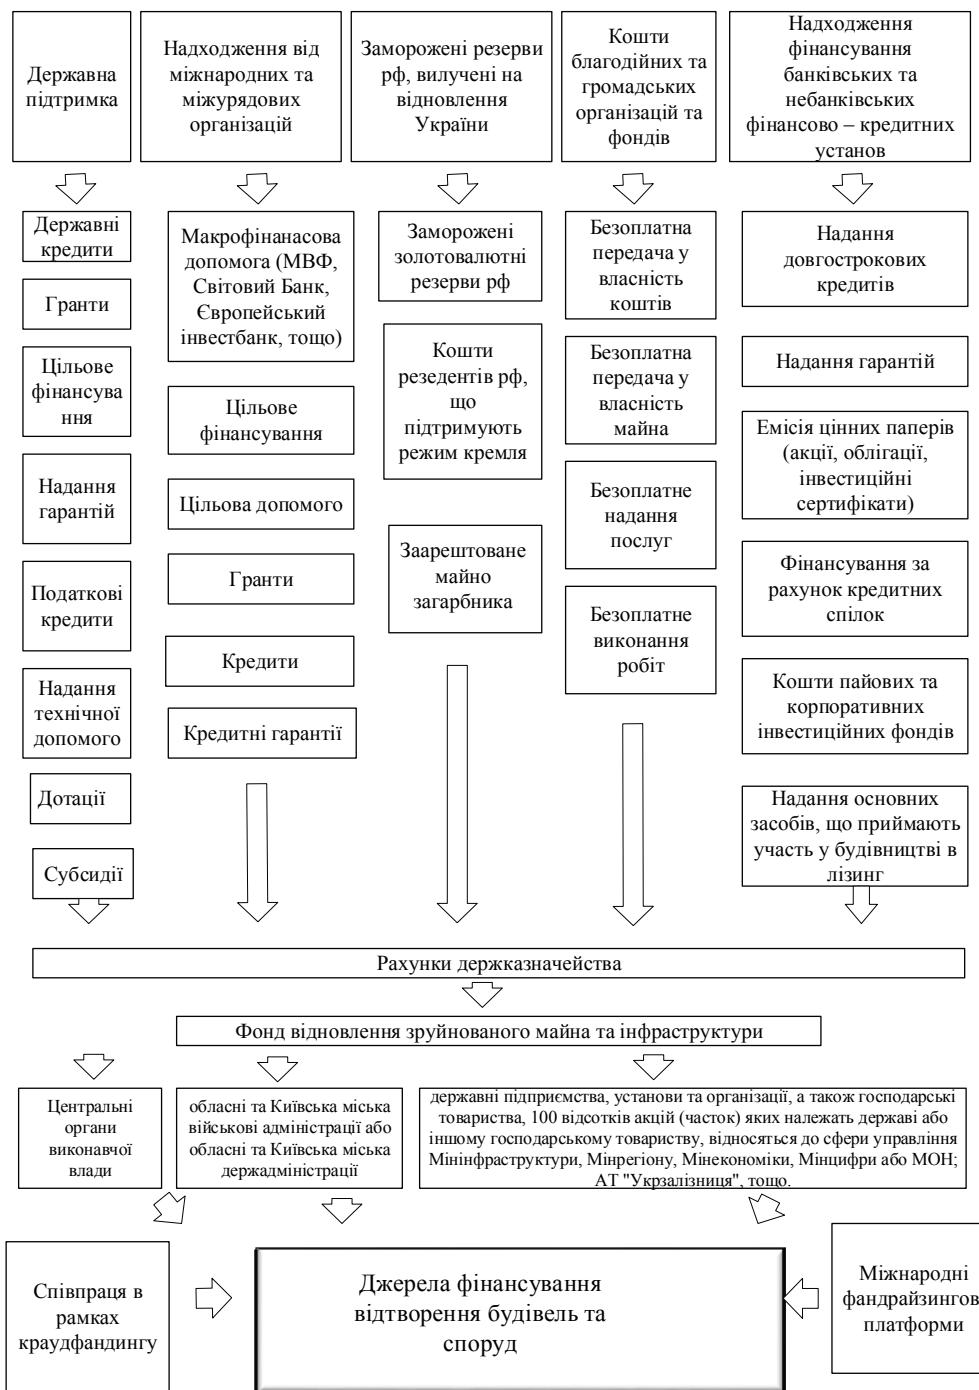 Державна
підтримка
Надходження від
міжнародних та
міжурядових
організацій
Заморожені резерви
рф, вилучені на
відновлення
України
Кошти
благодійних та
громадських
організацій та
фондів
Надходження
фінансування
банківських та
небанківських
фінансово – кредитних
установ
Державні
кредити
Гранти
Цільове
фінансува
ння
Надання
гарантій
Податкові
кредити
Надання
технічної
допомого
Дотації
Субсидії
Макрофінанасова
допомога (МВФ,
Світовий Банк,
Європейський
інвестбанк, тощо)
Цільове
фінансування
Цільова допомого
Гранти
Кредити
Кредитні гарантії
Заморожені
золотовалютні
резерви рф
Кошти
резедентів рф,
що
підтримують
режим кремля
Заарештоване
майно
загарбника
Безоплатна
передача у
власність
коштів
Безоплатна
передача у
власність
майна
Безоплатне
надання
послуг
Безоплатне
виконання
робіт
Надання
довгострокових
кредитів
Надання гарантій
Емісія цінних паперів
(акції, облігації,
інвестиційні
сертифікати)
Фінансування за
рахунок кредитних
спілок
Кошти пайових та
корпоративних
інвестиційних фондів
Надання основних
засобів, що приймають
участь у будівництві в
лізинг
Рахунки держказначейства
Фонд відновлення зруйнованого майна та інфраструктури
Центральні
органи
виконавчої
влади
обласні та Київська міська
військові адміністрації або
обласні та Київська міська
держадміністрації
державні підприємства, установи та організації, а також господарські
товариства, 100 відсотків акцій (часток) яких належать державі або
іншому господарському товариству, відносяться до сфери управління
Мінінфраструктури, Мінрегіону, Мінекономіки, Мінцифри або МОН;
АТ "Укрзалізниця", тощо.
Співпраця в
рамках
краудфандингу
Джерела фінансування
відтворення будівель та
споруд
Міжнародні
фандрайзингов
платформи